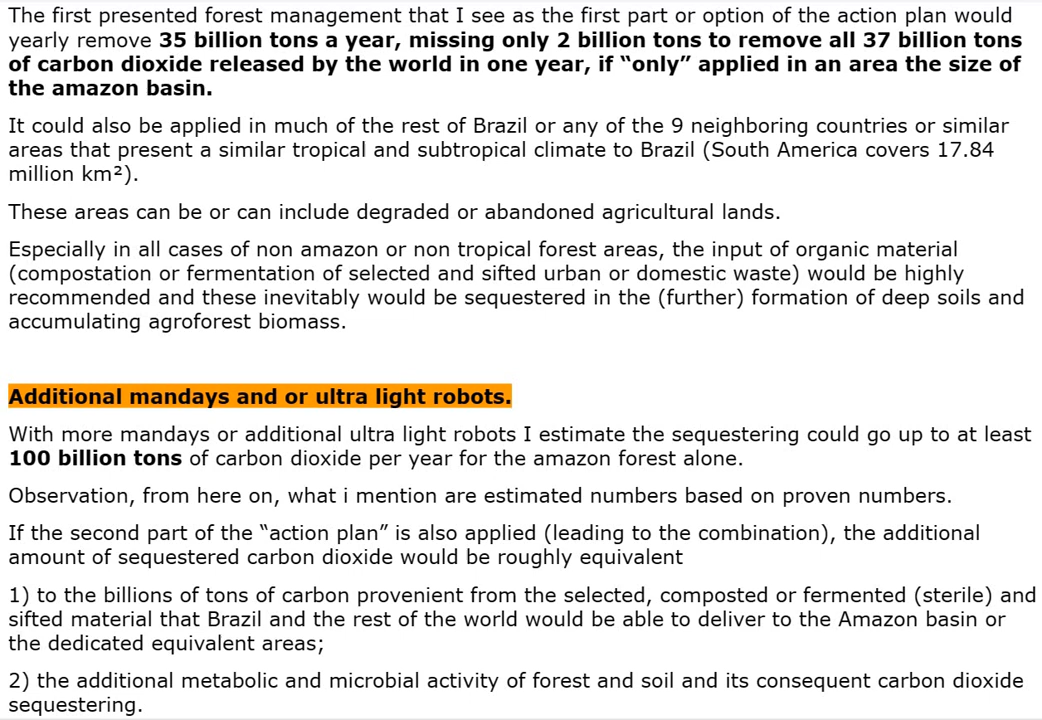 The first presented forest management that I see as the first part or option of the action plan would
yearly remove 35 billion tons a year, missing only 2 billion tons to remove all 37 billion tons
of carbon dioxide released by the world in one year, if “only” applied in an area the size of
the amazon basin.
It could also be applied in much of the rest of Brazil or any of the 9 neighboring countries or similar
areas that present a similar tropical and subtropical climate to Brazil (South America covers 17.84
million km²).
These areas can be or can include degraded or abandoned agricultural lands.
Especially in all cases of non amazon or non tropical forest areas, the input of organic material
(compostation or fermentation of selected and sifted urban or domestic waste) would be highly
recommended and these inevitably would be sequestered in the (further) formation of deep soils and
accumulating agroforest biomass.
Additional mandays and or ultra light robots.
With more mandays or additional ultra light robots I estimate the sequestering could go up to at least
100 billion tons of carbon dioxide per year for the amazon forest alone.
Observation, from here on, what i mention are estimated numbers based on proven numbers.
If the second part of the “action plan” is also applied (leading to the combination), the additional
amount of sequestered carbon dioxide would be roughly equivalent
1) to the billions of tons of carbon provenient from the selected, composted or fermented (sterile) and
sifted material that Brazil and the rest of the world would be able to deliver to the Amazon basin or
the dedicated equivalent areas;
2) the additional metabolic and microbial activity of forest and soil and its consequent carbon dioxide
sequestering.